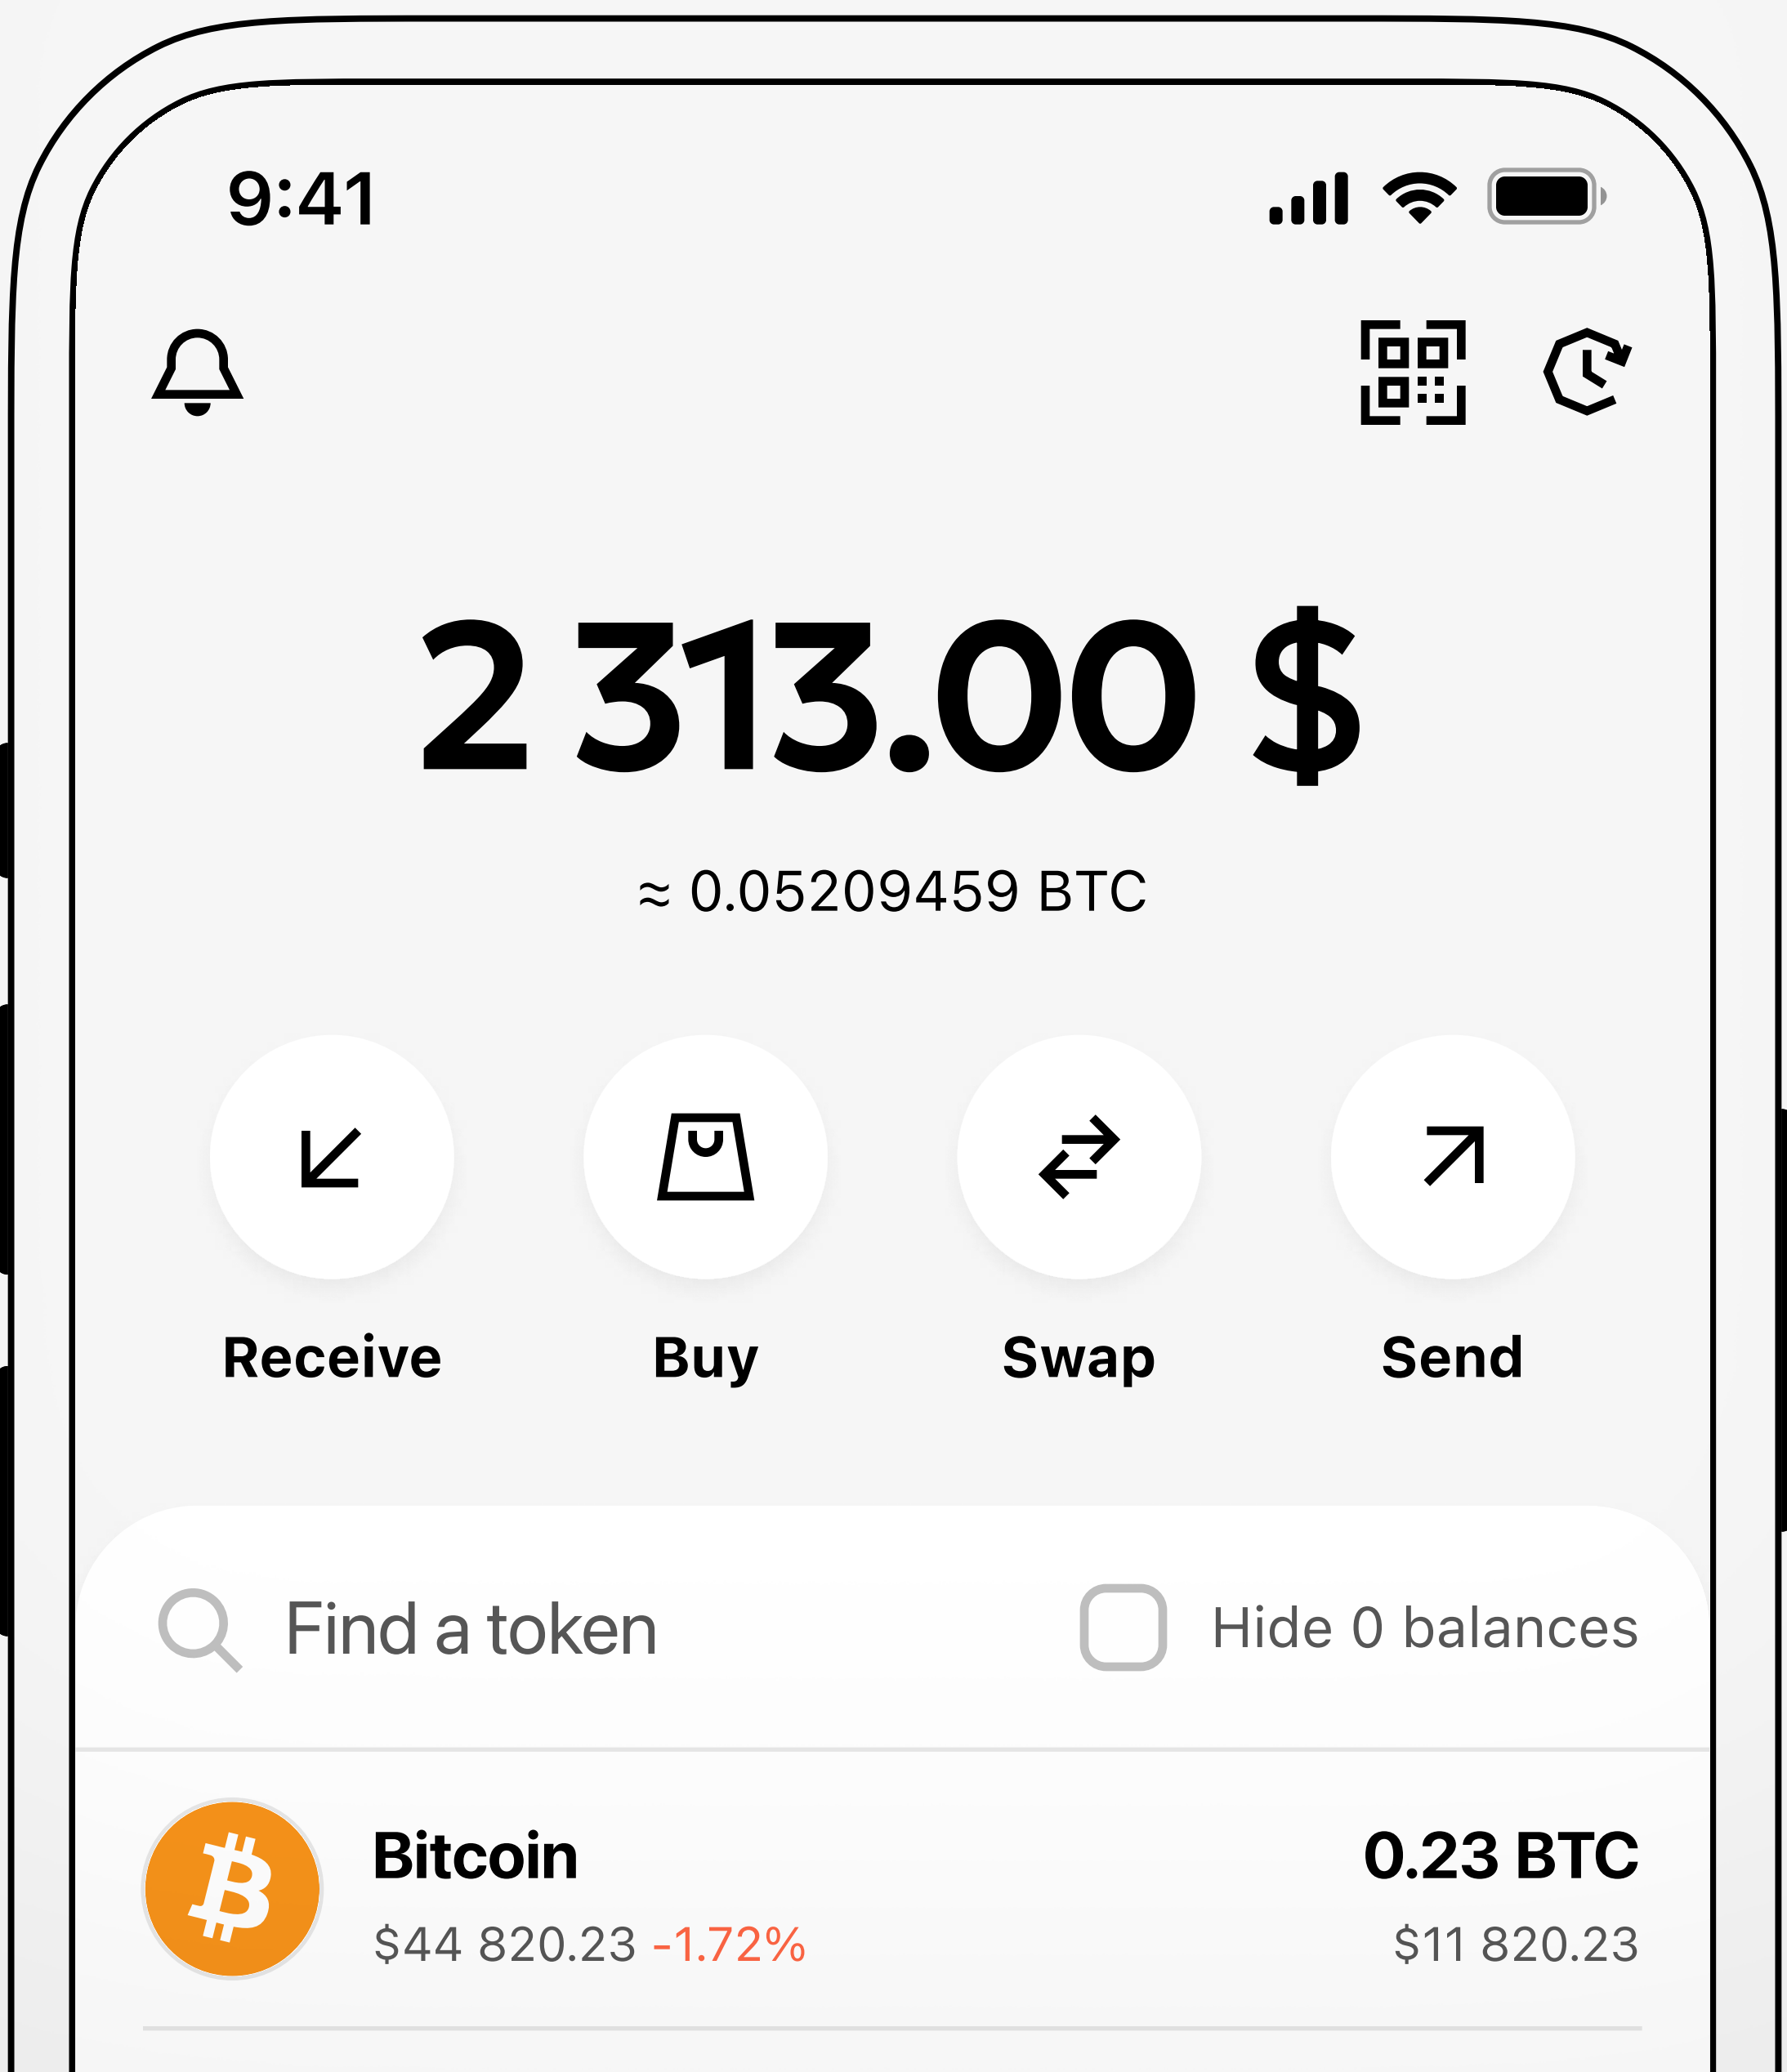 9:41
2 313.00 $
≈ 0.05209459 BTC
Receive Buy Swap Send
Find a token Hide 0 balances
Bitcoin 0.23 BTC
$44 820.23 -1.72% $11 820.23